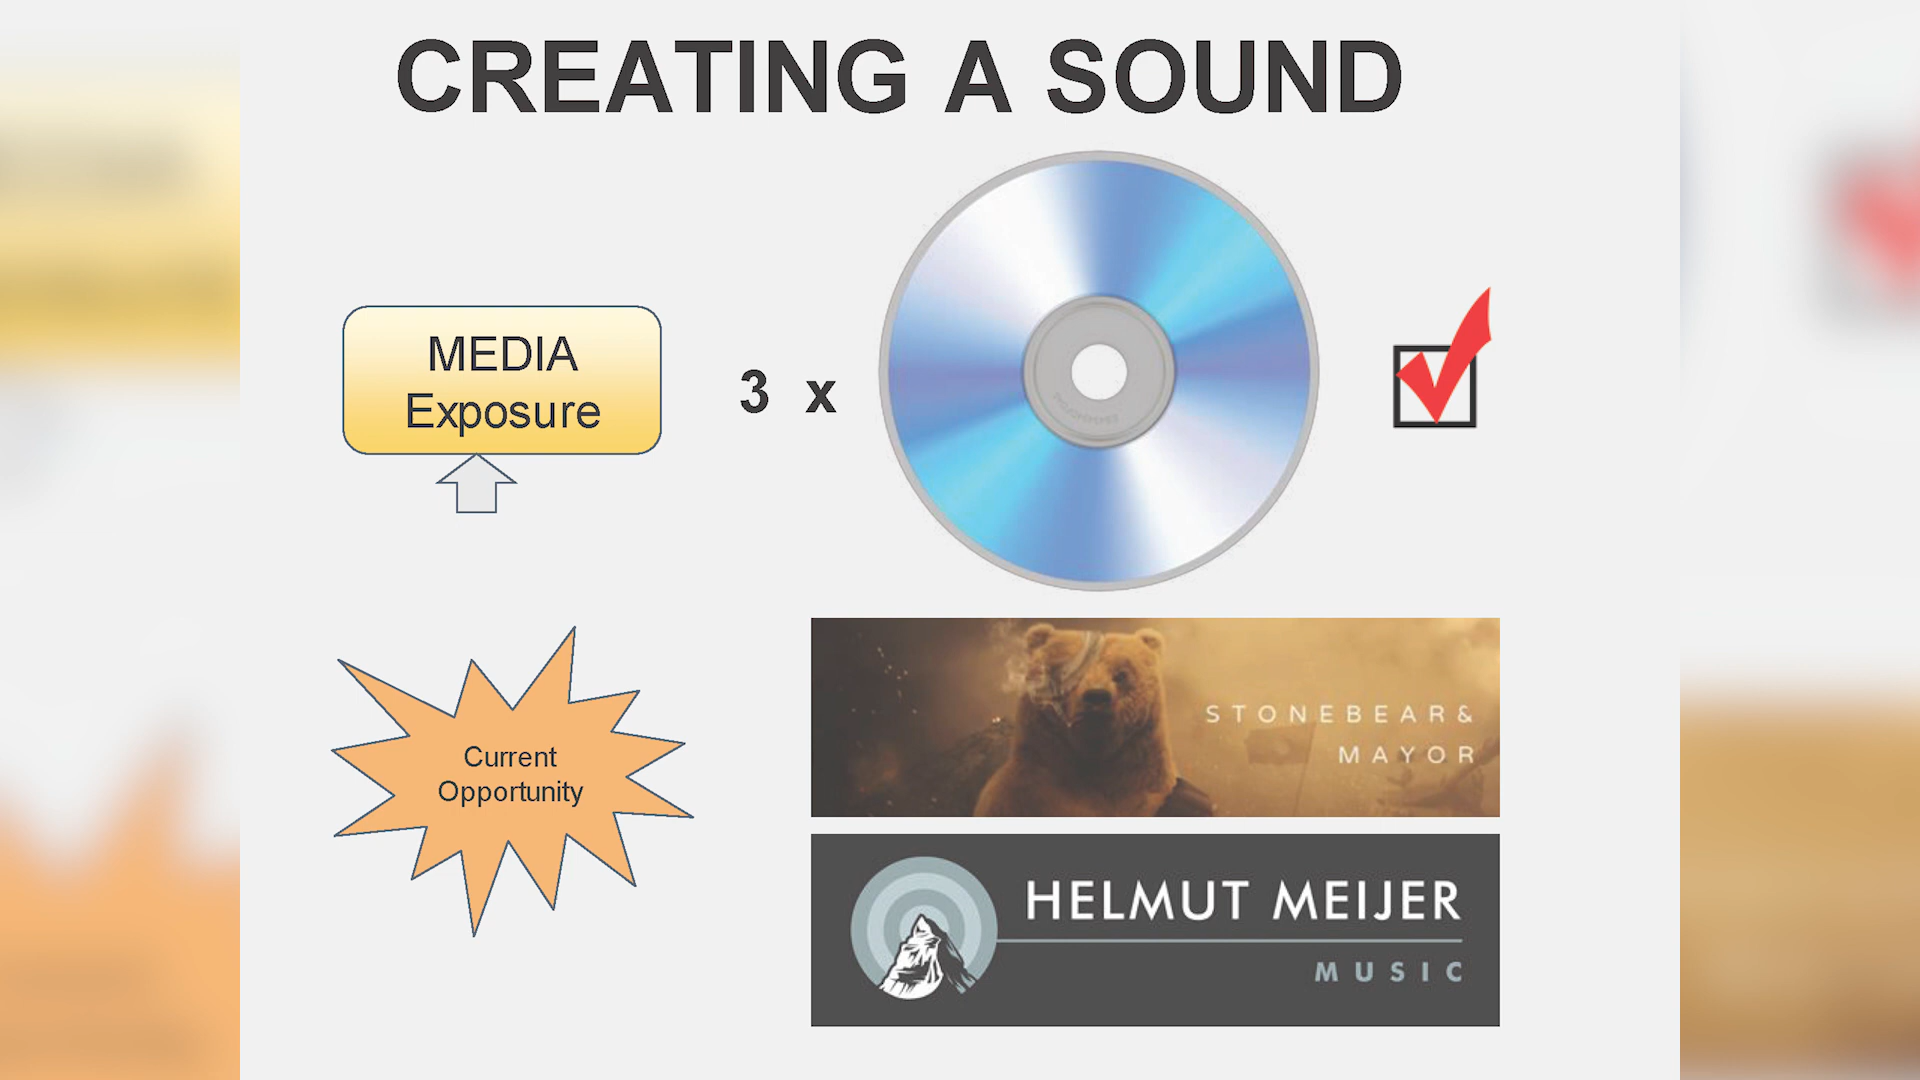 CREATING A SOUND
MEDIA
Exposure
3 x
Current
Opportunity
STONEBEAR&
MAYOR
HELMUT MEIJER
MUSIC